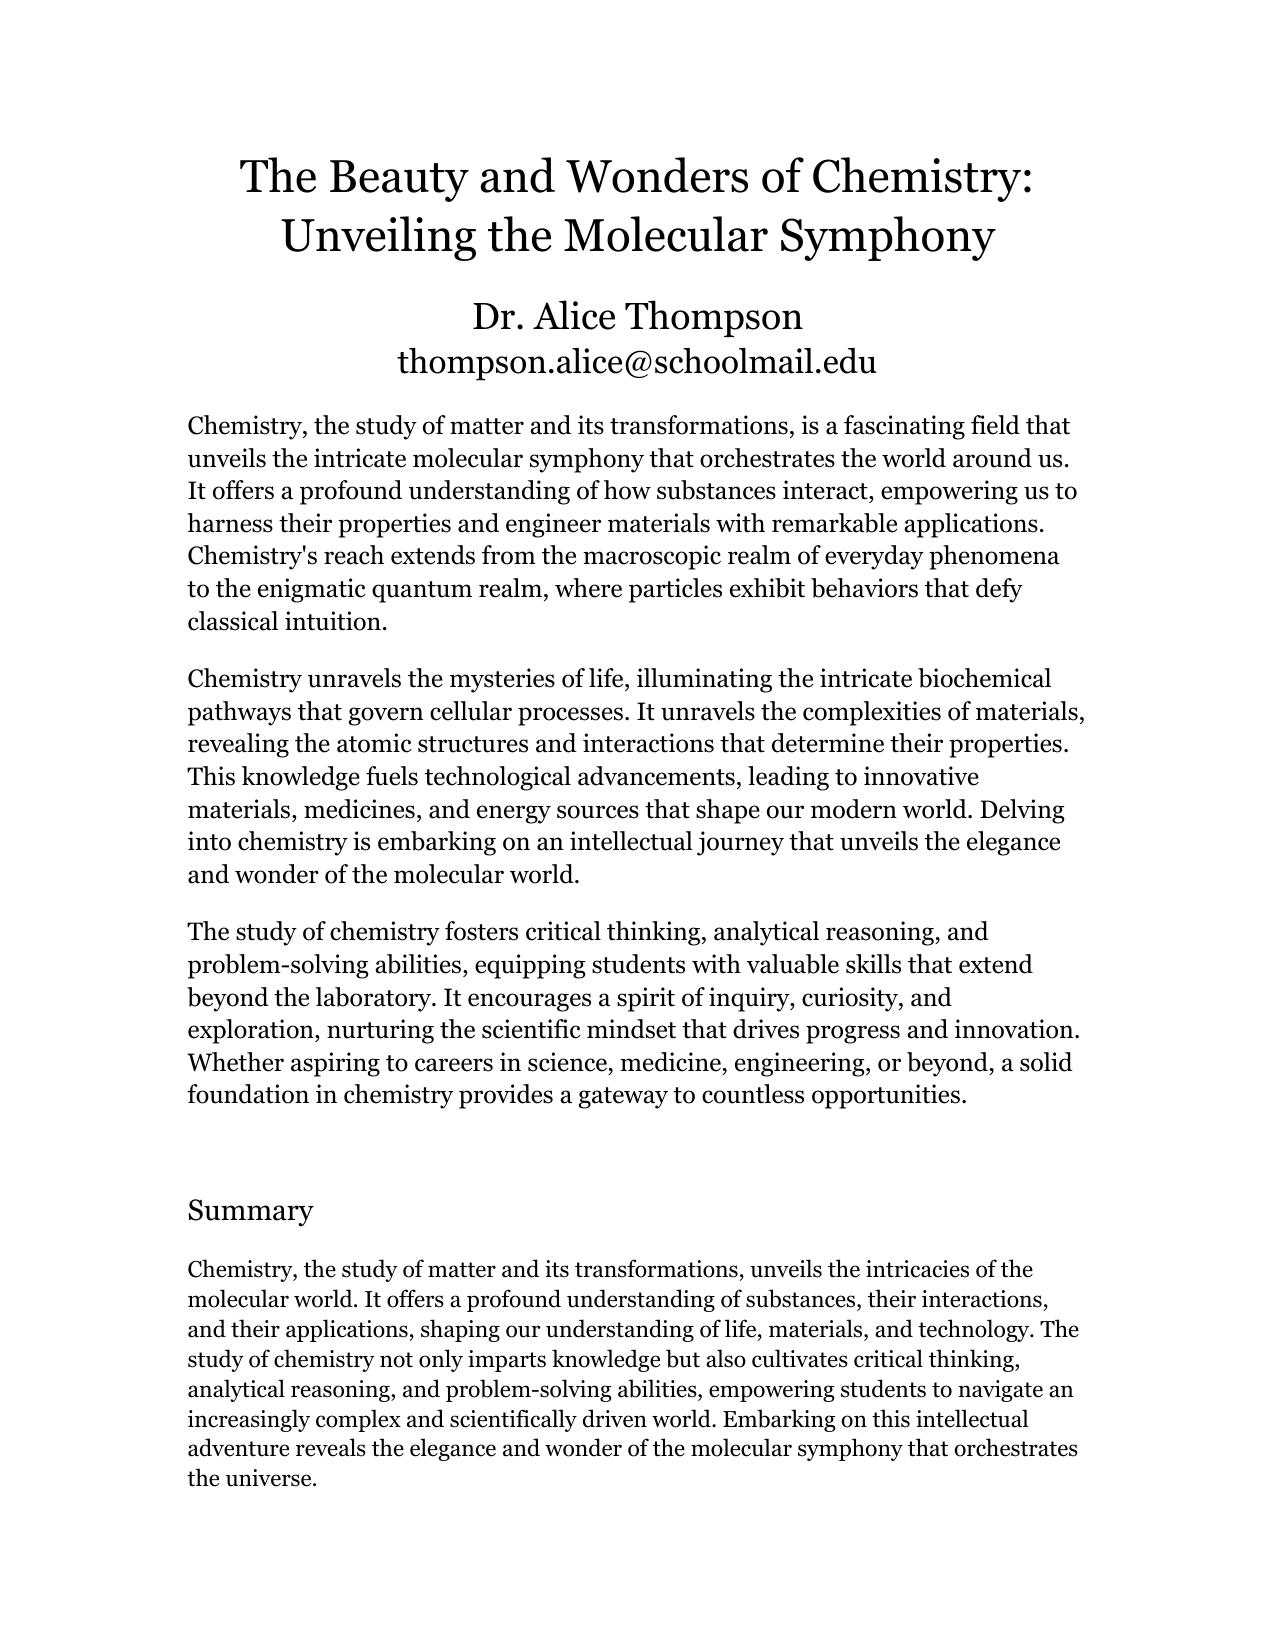 The Beauty and Wonders of Chemistry:
Unveiling the Molecular Symphony
Dr. Alice Thompson
thompson.alice@schoolmail.edu
Chemistry, the study of matter and its transformations, is a fascinating field that
unveils the intricate molecular symphony that orchestrates the world around us.
It offers a profound understanding of how substances interact, empowering us to
harness their properties and engineer materials with remarkable applications.
Chemistry's reach extends from the macroscopic realm of everyday phenomena
to the enigmatic quantum realm, where particles exhibit behaviors that defy
classical intuition.
Chemistry unravels the mysteries of life, illuminating the intricate biochemical
pathways that govern cellular processes. It unravels the complexities of materials,
revealing the atomic structures and interactions that determine their properties.
This knowledge fuels technological advancements, leading to innovative
materials, medicines, and energy sources that shape our modern world. Delving
into chemistry is embarking on an intellectual journey that unveils the elegance
and wonder of the molecular world.
The study of chemistry fosters critical thinking, analytical reasoning, and
problem-solving abilities, equipping students with valuable skills that extend
beyond the laboratory. It encourages a spirit of inquiry, curiosity, and
exploration, nurturing the scientific mindset that drives progress and innovation.
Whether aspiring to careers in science, medicine, engineering, or beyond, a solid
foundation in chemistry provides a gateway to countless opportunities.
Summary
Chemistry, the study of matter and its transformations, unveils the intricacies of the
molecular world. It offers a profound understanding of substances, their interactions,
and their applications, shaping our understanding of life, materials, and technology. The
study of chemistry not only imparts knowledge but also cultivates critical thinking,
analytical reasoning, and problem-solving abilities, empowering students to navigate an
increasingly complex and scientifically driven world. Embarking on this intellectual
adventure reveals the elegance and wonder of the molecular symphony that orchestrates
the universe.